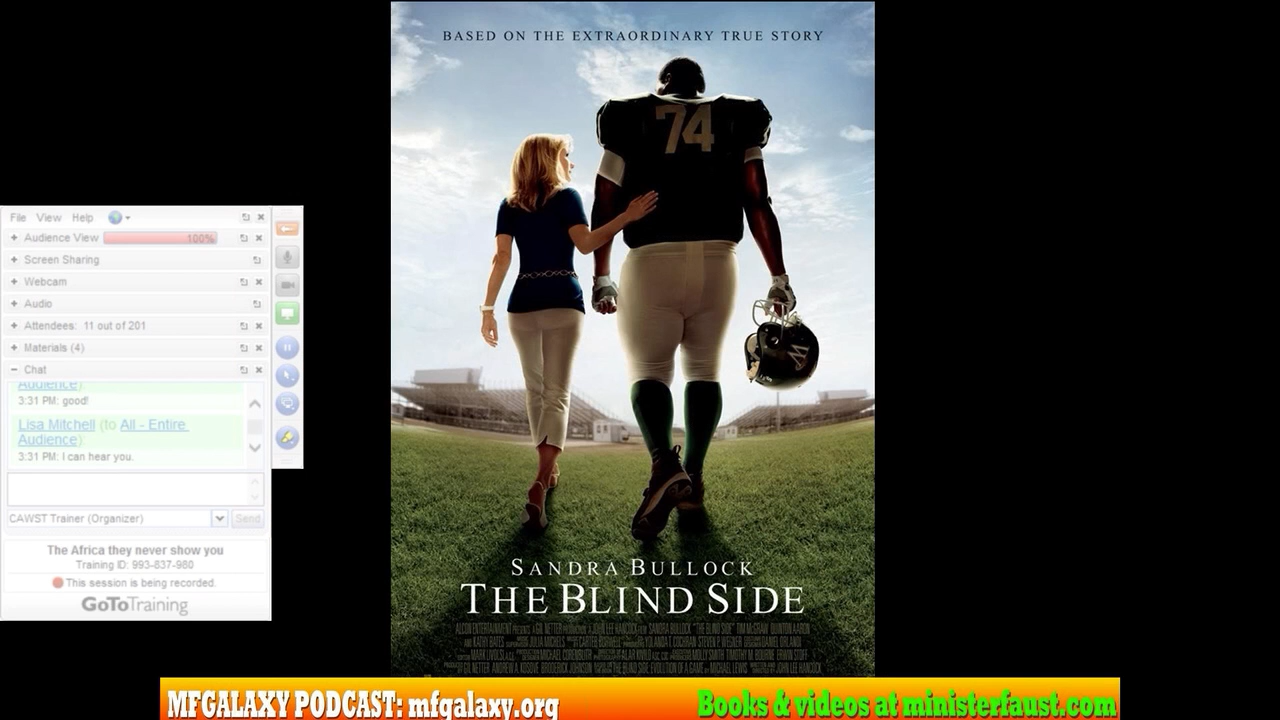 File View Help
Audience View 100%
Screen Sharing
Webcam
Audio
Attendees: 11 out of 201
Materials (4)
Chat
Audience):
3:31 PM: good!
Lisa Mitchell (to All - Entire
Audience):
3:31 PM: I can hear you.
CAWST Trainer (Organizer) Send
The Africa they never show you
Training ID: 993-837-980
This session is being recorded.
GoToTraining
BASED ON THE EXTRAORDINARY TRUE STORY
74
SANDRA BULLOCK
THE BLIND SIDE
MFGALAXY PODCAST: mfgalaxy.org
Books & videos at ministerfaust.com